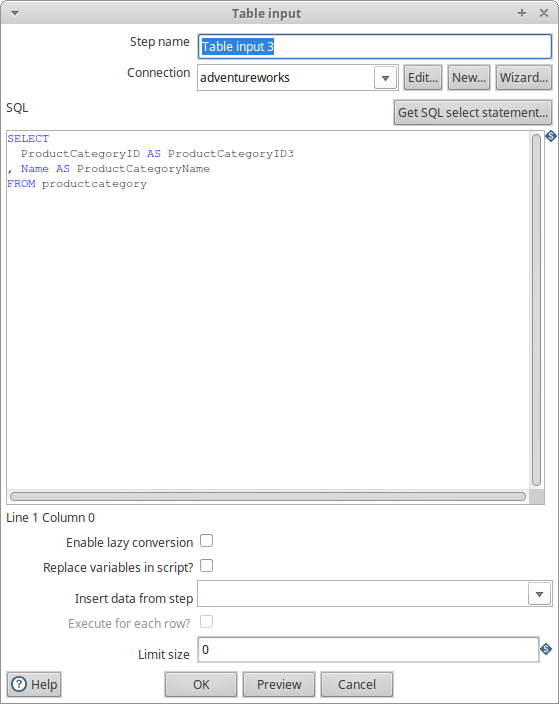 Table input
Step name Table input 3
Connection adventureworks Edit... New... Wizard...
SQL Get SQL select statement...
SELECT
ProductCategoryID AS ProductCategoryID3
, Name AS ProductCategoryName
FROM productcategory
Line 1 Column 0
Enable lazy conversion
Replace variables in script?
Insert data from step
Execute for each row?
Limit size 0
Help OK Preview Cancel